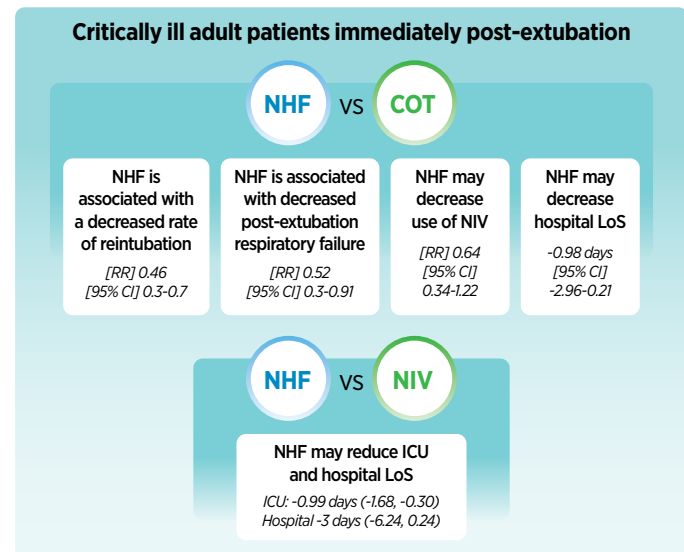 Critically ill adult patients immediately post-extubation
NHF VS COT
NHF is
associated with
a decreased rate
of reintubation
[RR] 0.46
[95% CI] 0.3-0.7
NHF is associated
with decreased
post-extubation
respiratory failure
[RR] 0.52
[95% CI] 0.3-0.91
NHF may
decrease
use of NIV
[RR] 0.64
[95% CI]
0.34-1.22
NHF may
decrease
hospital LoS
-0.98 days
[95% CI]
-2.96-0.21
NHF VS NIV
NHF may reduce ICU
and hospital LoS
ICU: -0.99 days (-1.68, -0.30)
Hospital -3 days (-6.24, 0.24)